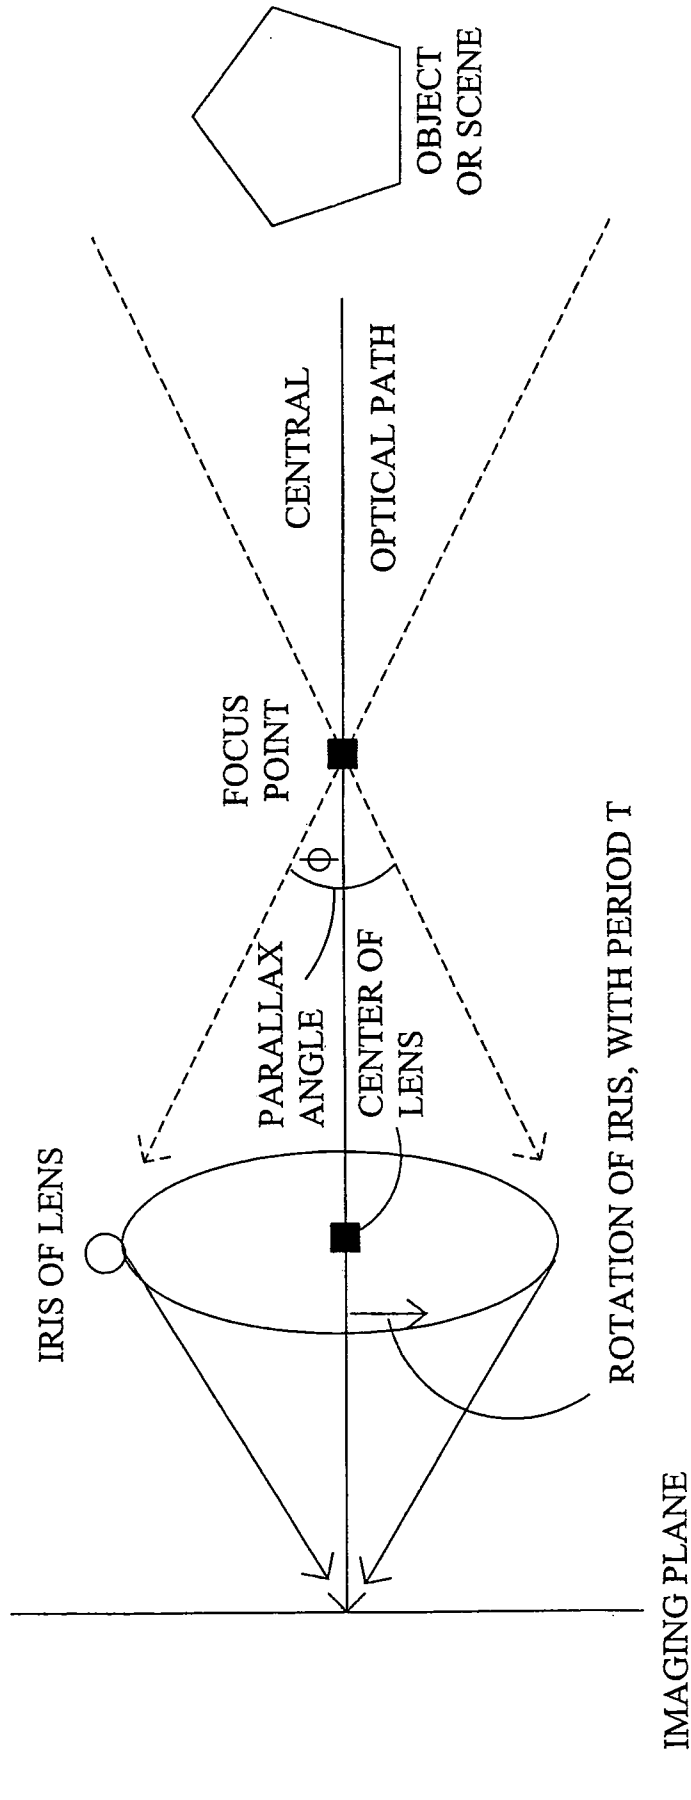 IRIS OF LENS
FOCUS
POINT
PARALLAX
ANGLE
Φ
CENTER OF
LENS
CENTRAL
OPTICAL PATH
OBJECT
OR SCENE
ROTATION OF IRIS, WITH PERIOD T
IMAGING PLANE